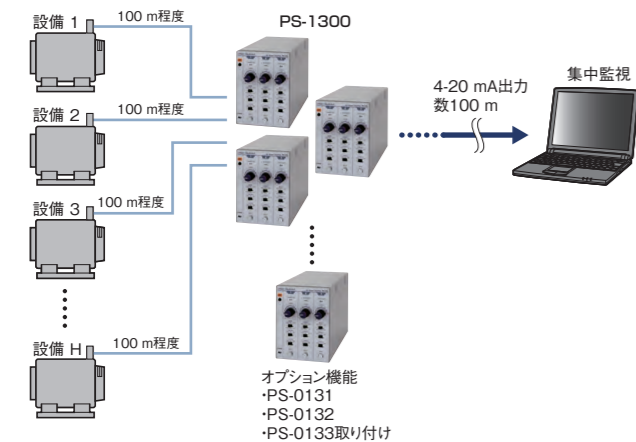 設備 1
100 m程度
PS-1300
設備 2
100 m程度
4-20 mA出力
数100 m
集中監視
設備 3
100 m程度
設備 H
100 m程度
オプション機能
・PS-0131
・PS-0132
・PS-0133取り付け